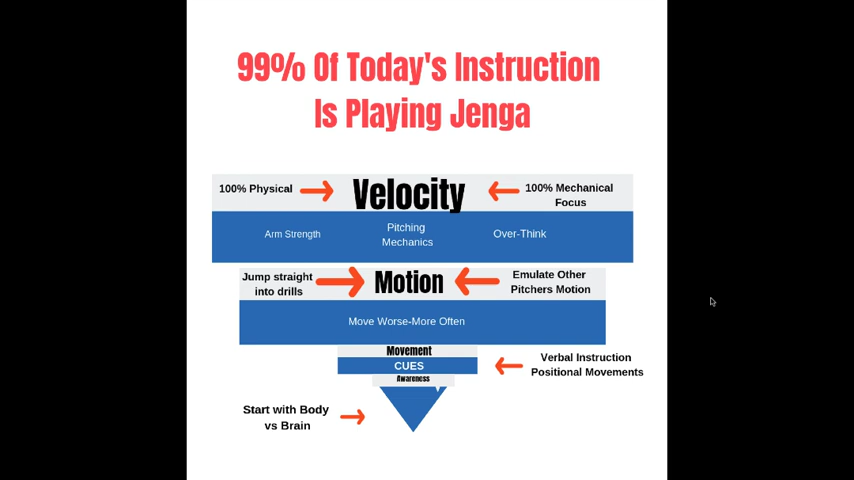 99% Of Today's Instruction
Is Playing Jenga
100% Physical
Velocity
100% Mechanical
Focus
Arm Strength
Pitching
Mechanics
Over-Think
Jump straight
into drills
Motion
Emulate Other
Pitchers Motion
Move Worse-More Often
Movement
CUES
Awareness
Verbal Instruction
Positional Movements
Start with Body
vs Brain